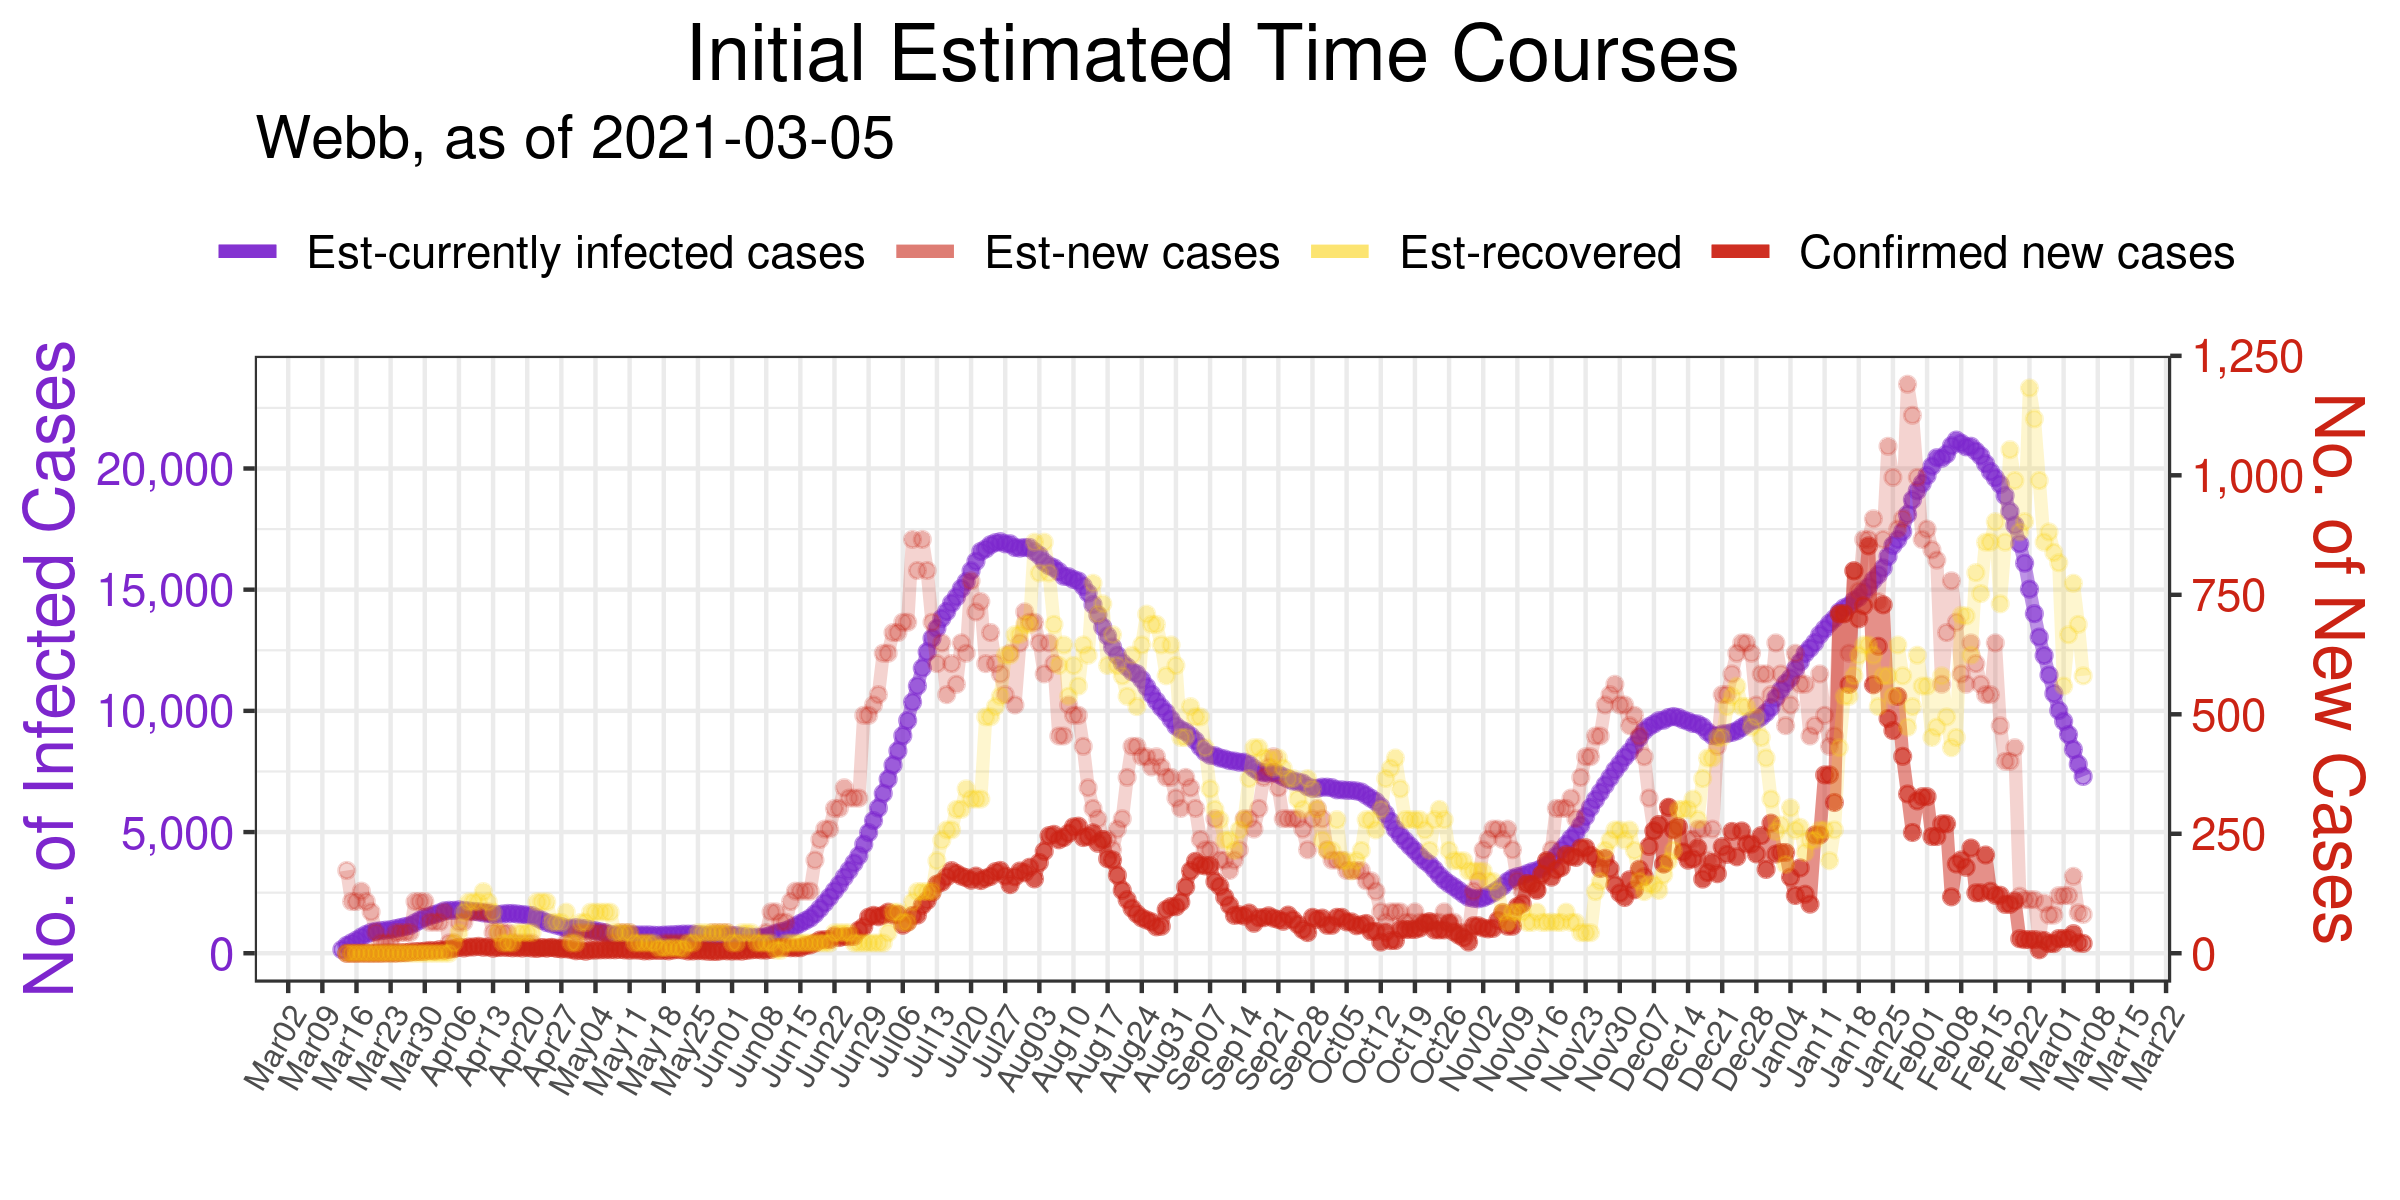 Initial Estimated Time Courses
Webb, as of 2021-03-05
Est-currently infected cases Est-new cases Est-recovered Confirmed new cases
No. of Infected Cases
20,000
15,000
10,000
5,000
0
1,250
1,000
750
500
250
0
No. of New Cases
Mar02 Mar09 Mar16 Mar23 Mar30 Apr06 Apr13 Apr20 Apr27 May04 May11 May18 May25 Jun01 Jun08 Jun15 Jun22 Jun29 Jul06 Jul13 Jul20 Jul27 Aug03 Aug10 Aug17 Aug24 Aug31 Sep07 Sep14 Sep21 Sep28 Oct05 Oct12 Oct19 Oct26 Nov02 Nov09 Nov16 Nov23 Nov30 Dec07 Dec14 Dec21 Dec28 Jan04 Jan11 Jan18 Jan25 Feb01 Feb08 Feb15 Feb22 Mar01 Mar08 Mar15 Mar22